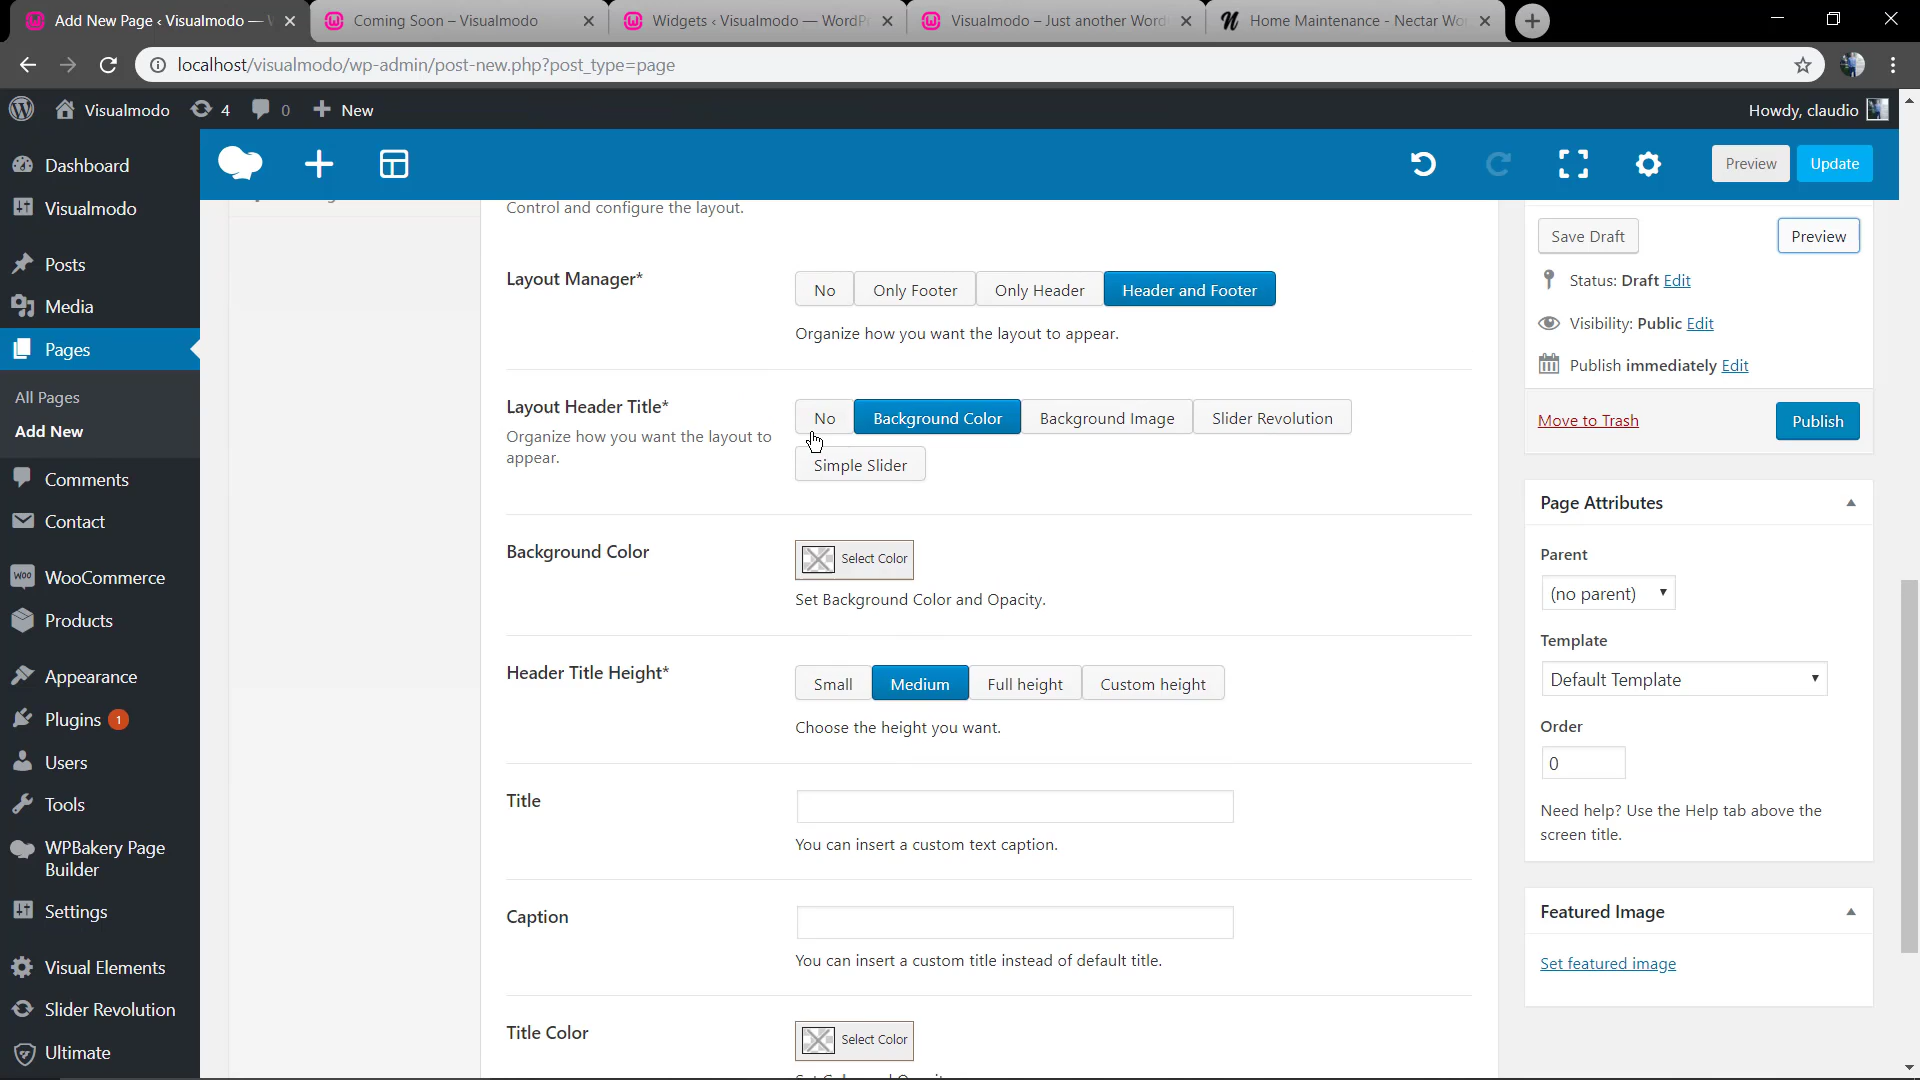 Add New Page ‹ Visualmodo —
Coming Soon – Visualmodo
Widgets ‹ Visualmodo — WordP
Visualmodo – Just another Word
Home Maintenance - Nectar Wo
localhost/visualmodo/wp-admin/post-new.php?post_type=page
Visualmodo
4
0
New
Howdy, claudio
Preview
Update
Dashboard
Visualmodo
Posts
Media
Pages
All Pages
Add New
Comments
Contact
WooCommerce
Products
Appearance
Plugins 1
Users
Tools
WPBakery Page
Builder
Settings
Visual Elements
Slider Revolution
Ultimate
Control and configure the layout.
Layout Manager*
No
Only Footer
Only Header
Header and Footer
Organize how you want the layout to appear.
Layout Header Title*
Organize how you want the layout to
appear.
No
Background Color
Background Image
Slider Revolution
Simple Slider
Background Color
Select Color
Set Background Color and Opacity.
Header Title Height*
Small
Medium
Full height
Custom height
Choose the height you want.
Title
You can insert a custom text caption.
Caption
You can insert a custom title instead of default title.
Title Color
Select Color
Save Draft
Preview
Status: Draft Edit
Visibility: Public Edit
Publish immediately Edit
Move to Trash
Publish
Page Attributes
Parent
(no parent)
Template
Default Template
Order
0
Need help? Use the Help tab above the
screen title.
Featured Image
Set featured image